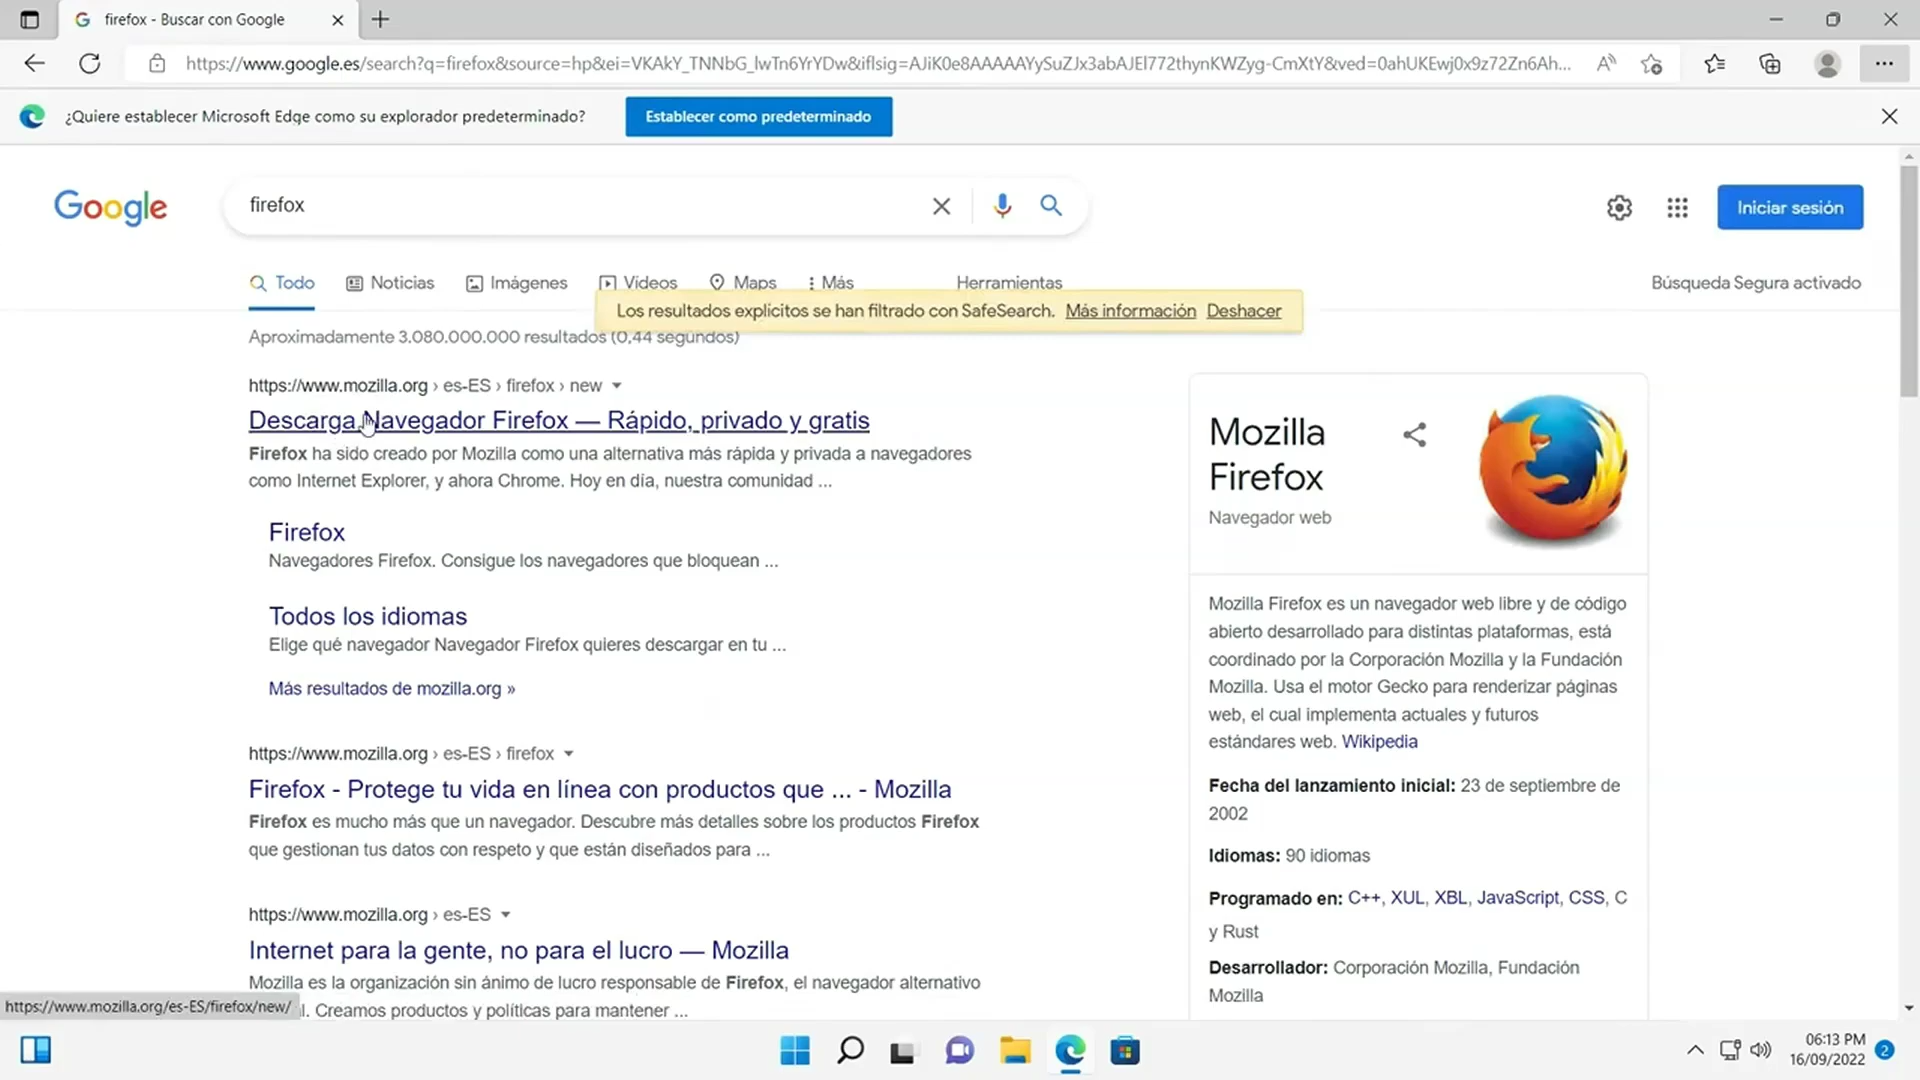 firefox - Buscar con Google
https://www.google.es/search?q=firefox&source=hp&ei=VKAkY_TNNbG_lwTn6YrYDw&iflsig=AJiK0e8AAAAAYySuZJx3abAJEl772thynKWZyg-CmXtY&ved=0ahUKEwj0x9z72Zn6Ah...
¿Quiere establecer Microsoft Edge como su explorador predeterminado?
Establecer como predeterminado
Google
firefox
Iniciar sesión
Todo Noticias Imágenes Vídeos Maps Más Herramientas
Búsqueda Segura activado
Los resultados explícitos se han filtrado con SafeSearch. Más información Deshacer
Aproximadamente 3.080.000.000 resultados (0,44 segundos)
https://www.mozilla.org › es-ES › firefox › new
Descarga Navegador Firefox — Rápido, privado y gratis
Firefox ha sido creado por Mozilla como una alternativa más rápida y privada a navegadores
como Internet Explorer, y ahora Chrome. Hoy en día, nuestra comunidad ...
Firefox
Navegadores Firefox. Consigue los navegadores que bloquean ...
Todos los idiomas
Elige qué navegador Navegador Firefox quieres descargar en tu ...
Más resultados de mozilla.org »
https://www.mozilla.org › es-ES › firefox
Firefox - Protege tu vida en línea con productos que ... - Mozilla
Firefox es mucho más que un navegador. Descubre más detalles sobre los productos Firefox
que gestionan tus datos con respeto y que están diseñados para ...
https://www.mozilla.org › es-ES
Internet para la gente, no para el lucro — Mozilla
Mozilla es la organización sin ánimo de lucro responsable de Firefox, el navegador alternativo
l. Creamos productos y políticas para mantener ...
https://www.mozilla.org/es-ES/firefox/new/
Mozilla
Firefox
Navegador web
Mozilla Firefox es un navegador web libre y de código
abierto desarrollado para distintas plataformas, está
coordinado por la Corporación Mozilla y la Fundación
Mozilla. Usa el motor Gecko para renderizar páginas
web, el cual implementa actuales y futuros
estándares web. Wikipedia
Fecha del lanzamiento inicial: 23 de septiembre de
2002
Idiomas: 90 idiomas
Programado en: C++, XUL, XBL, JavaScript, CSS, C
y Rust
Desarrollador: Corporación Mozilla, Fundación
Mozilla
06:13 PM
16/09/2022
2